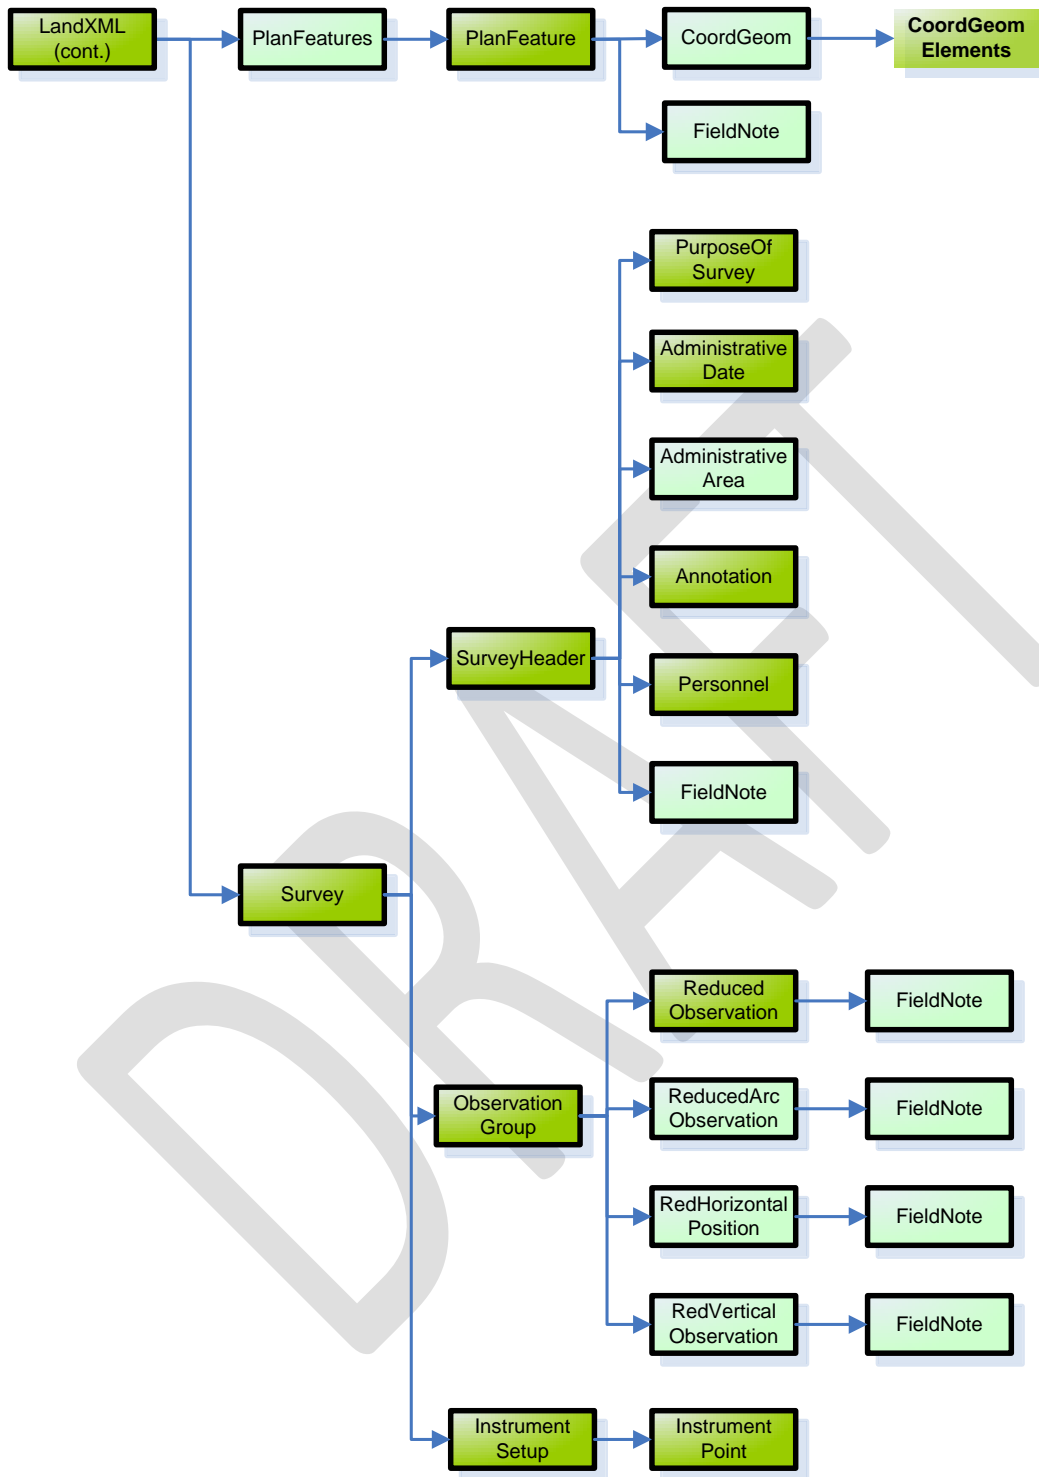 LandXML
(cont.)
PlanFeatures
PlanFeature
CoordGeom
CoordGeom
Elements
FieldNote
PurposeOf
Survey
Administrative
Date
Administrative
Area
Annotation
SurveyHeader
Personnel
FieldNote
Survey
Reduced
Observation
FieldNote
Observation
Group
ReducedArc
Observation
FieldNote
RedHorizontal
Position
FieldNote
RedVertical
Observation
FieldNote
Instrument
Setup
Instrument
Point
DRAFT